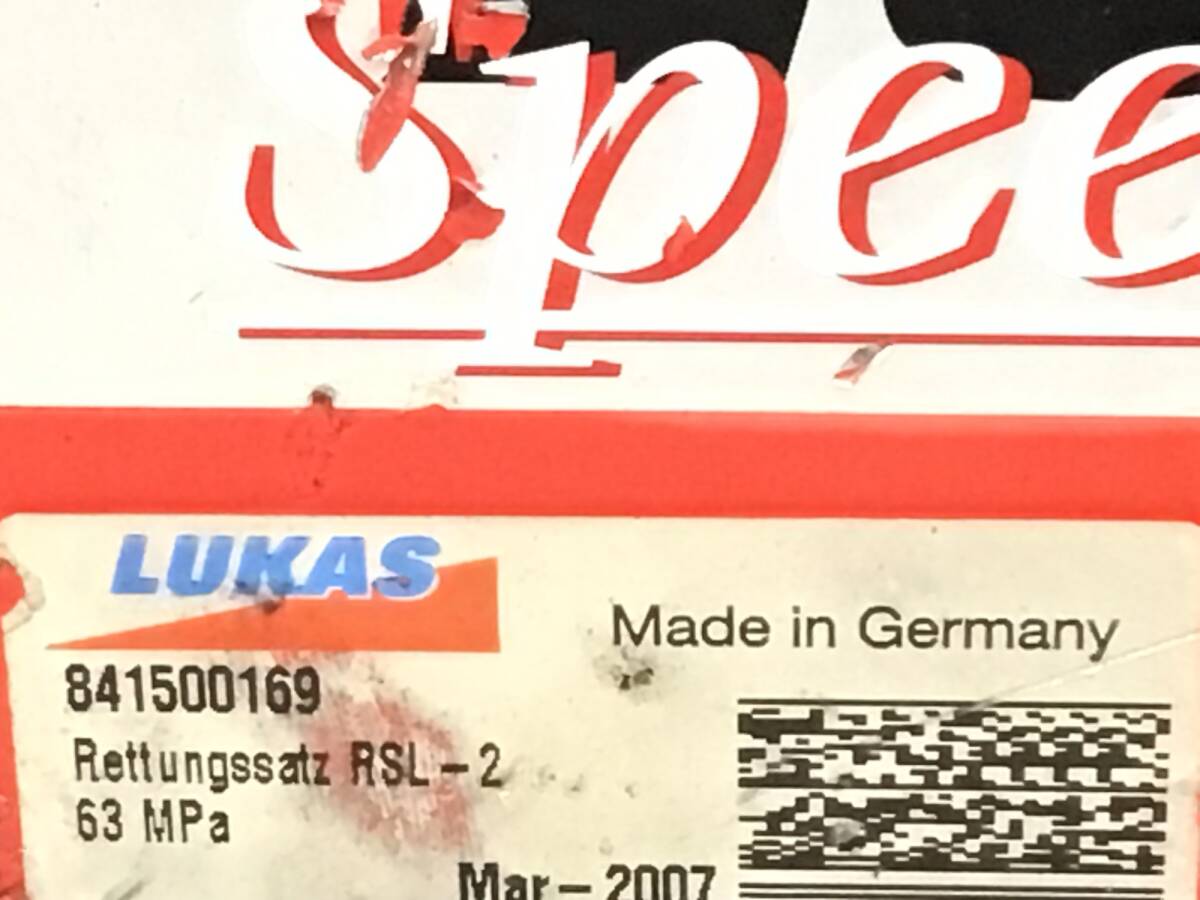 Spee
LUKAS
Made in Germany
841500169
Rettungssatz RSL-2
63 MPa
Mar-2007